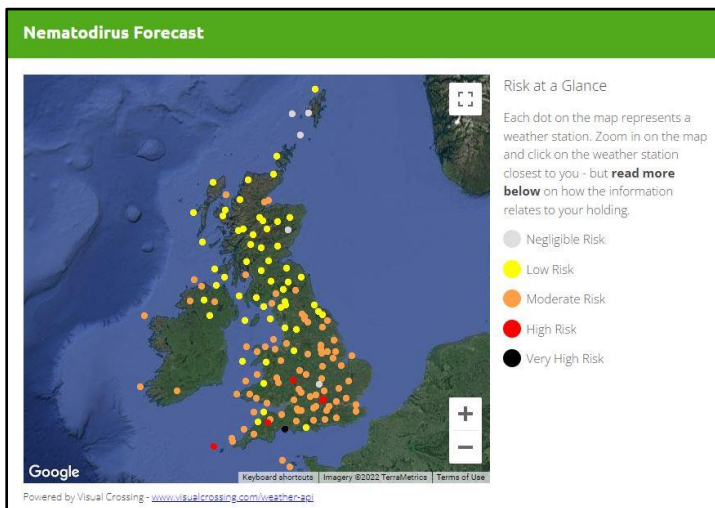 Nematodirus Forecast
Risk at a Glance
Each dot on the map represents a
weather station. Zoom in on the map
and click on the weather station
closest to you - but read more
below on how the information
relates to your holding.
Negligible Risk
Low Risk
Moderate Risk
High Risk
Very High Risk
Google
Keyboard shortcuts
Imagery ©2022 TerraMetrics
Terms of Use
Powered by Visual Crossing - www.visualcrossing.com/weather-api